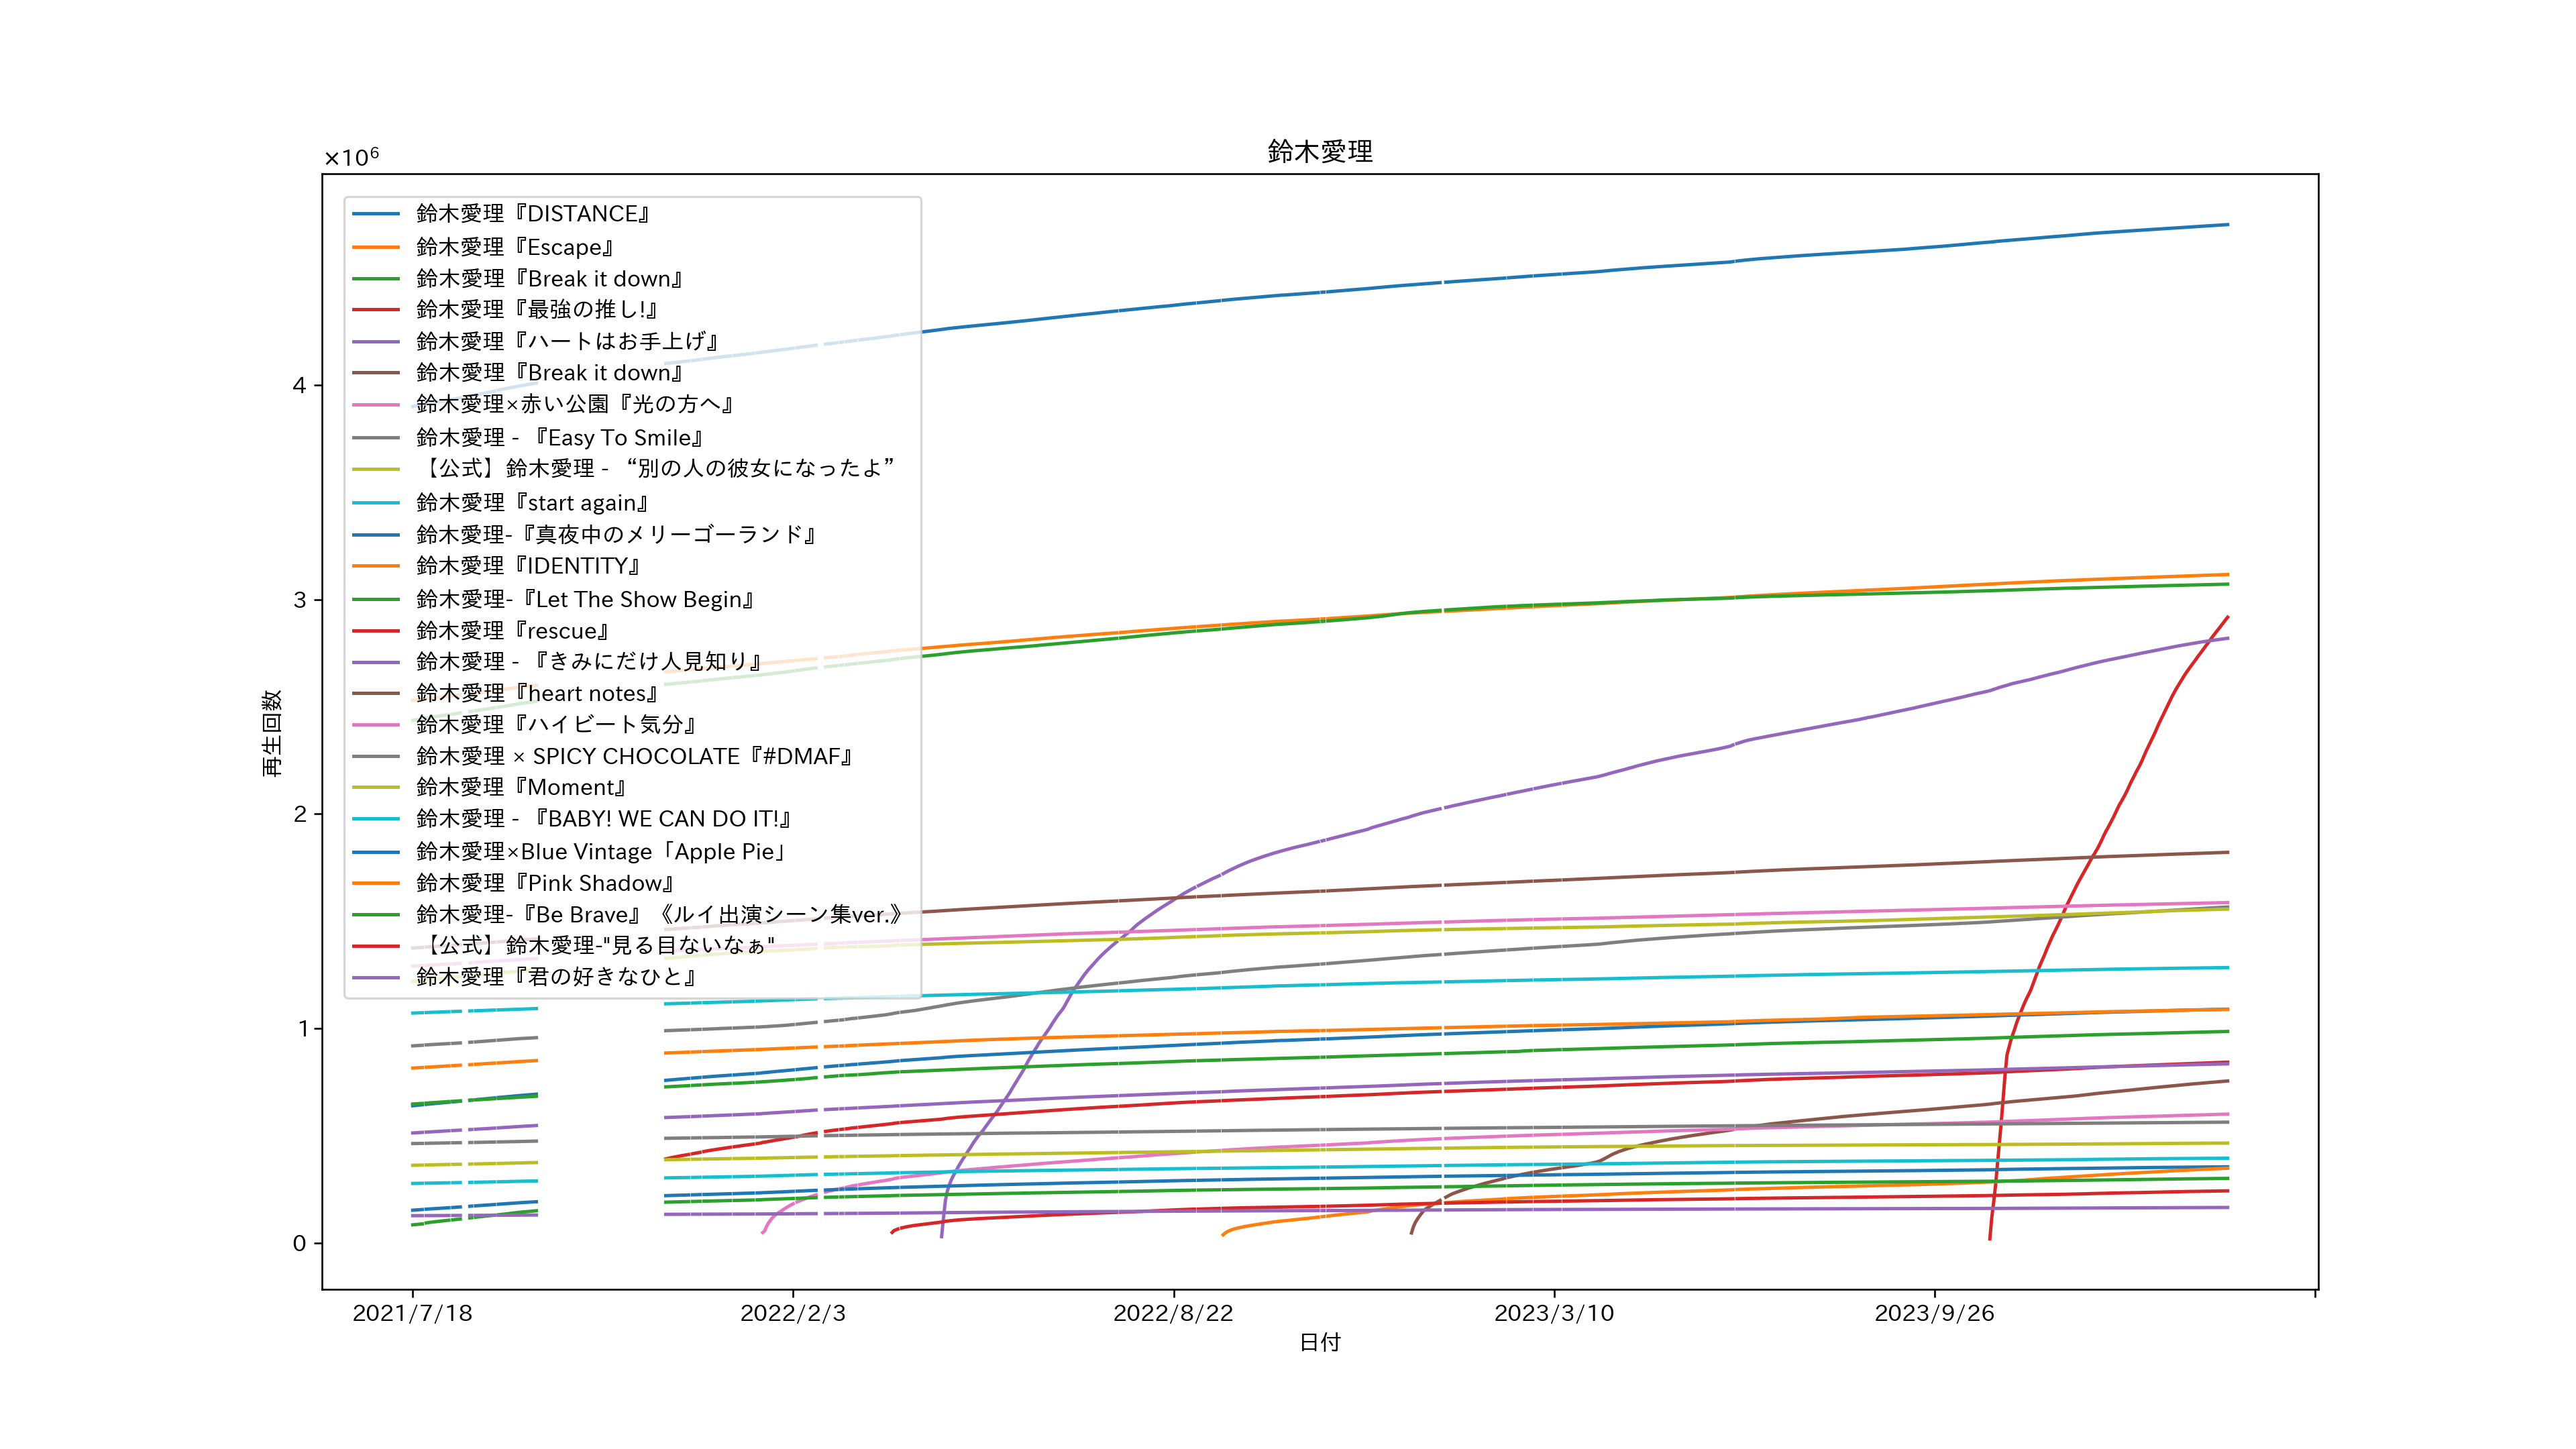 鈴木愛理
×10⁶
鈴木愛理『DISTANCE』
鈴木愛理『Escape』
鈴木愛理『Break it down』
鈴木愛理『最強の推し!』
鈴木愛理『ハートはお手上げ』
鈴木愛理『Break it down』
鈴木愛理×赤い公園『光の方へ』
鈴木愛理 - 『Easy To Smile』
【公式】鈴木愛理 - “別の人の彼女になったよ”
鈴木愛理『start again』
鈴木愛理-『真夜中のメリーゴーランド』
鈴木愛理『IDENTITY』
鈴木愛理-『Let The Show Begin』
鈴木愛理『rescue』
鈴木愛理 - 『きみにだけ人見知り』
鈴木愛理『heart notes』
鈴木愛理『ハイビート気分』
鈴木愛理 × SPICY CHOCOLATE『#DMAF』
鈴木愛理『Moment』
鈴木愛理 - 『BABY! WE CAN DO IT!』
鈴木愛理×Blue Vintage「Apple Pie」
鈴木愛理『Pink Shadow』
鈴木愛理-『Be Brave』《ルイ出演シーン集ver.》
【公式】鈴木愛理-"見る目ないなぁ"
鈴木愛理『君の好きなひと』
4
3
2
1
0
再生回数
2021/7/18
2022/2/3
2022/8/22
2023/3/10
2023/9/26
日付